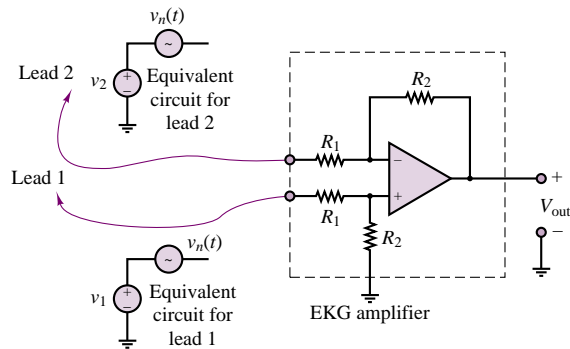 vn(t)
Lead 2
v2
+
−
~
Equivalent
circuit for
lead 2
R2
R1
−
Lead 1
+
R1
R2
+
Vout
−
vn(t)
~
v1
+
−
Equivalent
circuit for
lead 1
EKG amplifier